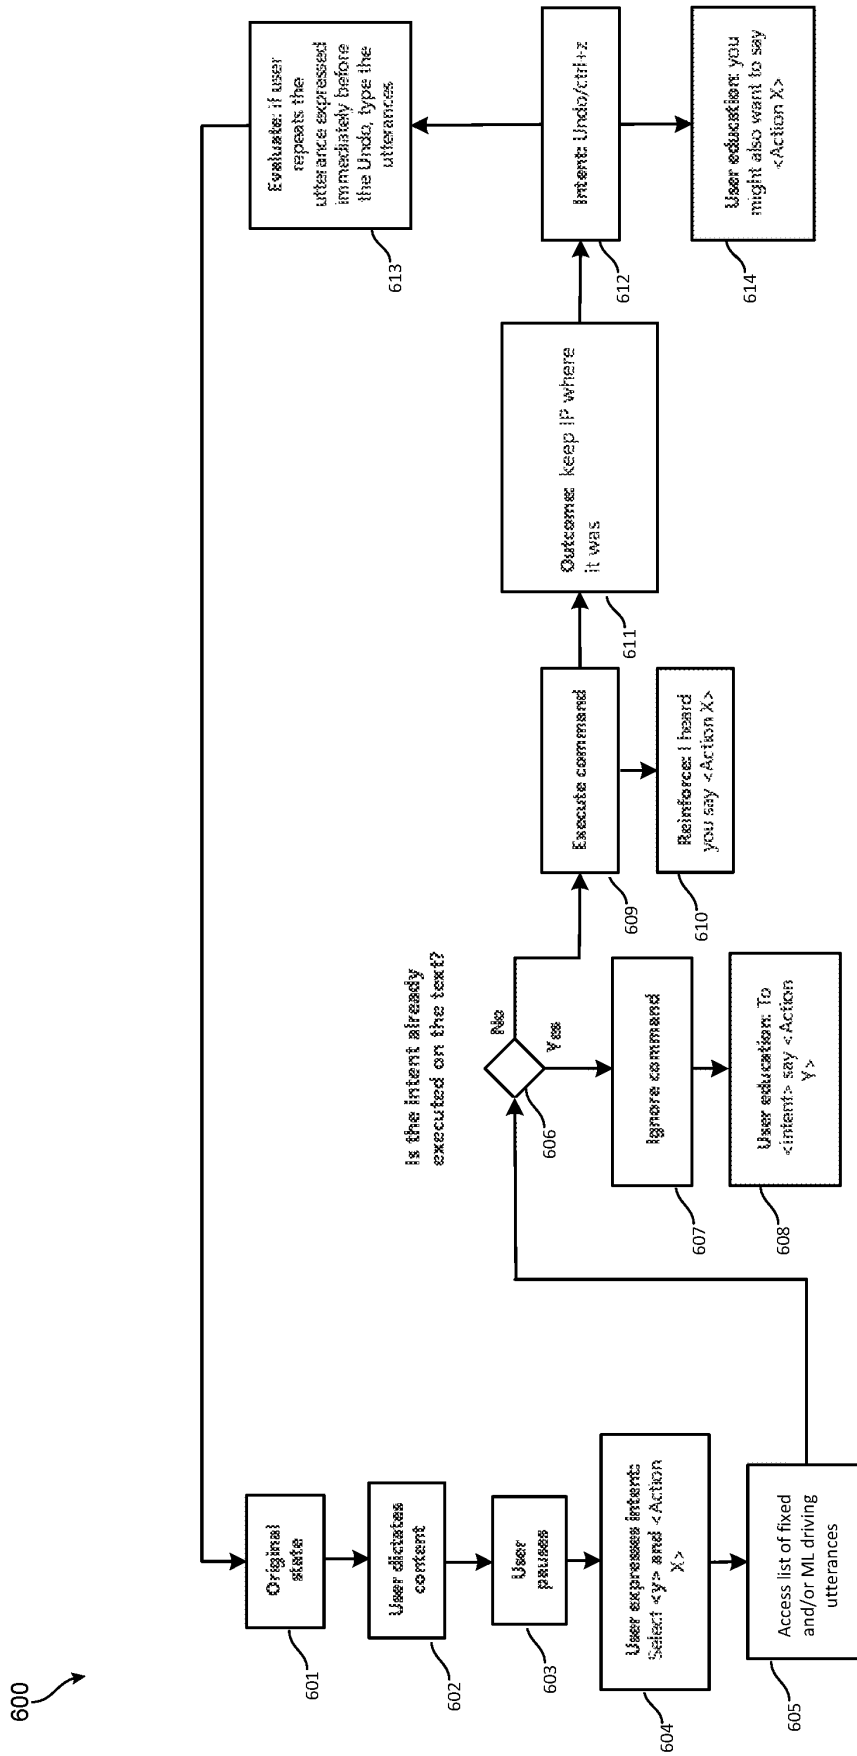 600
Original
state
601
User dictates
content
602
User
pauses
603
User expresses intent:
Select <y> and <Action
X>
604
Access list of fixed
and/or ML driving
utterances
605
Is the intent already
executed on the text?
606
No
Yes
Ignore command
607
User education: To
<intent> say <Action
Y>
608
Execute command
609
Reinforce: I heard
you say <Action X>
610
Outcome: keep IP where
it was
611
Intent: Undo/ctrl+z
612
Evaluate: if user
repeats the
utterance expressed
immediately before
the Undo, type the
utterances
613
User education: you
might also want to say
<Action X>
614